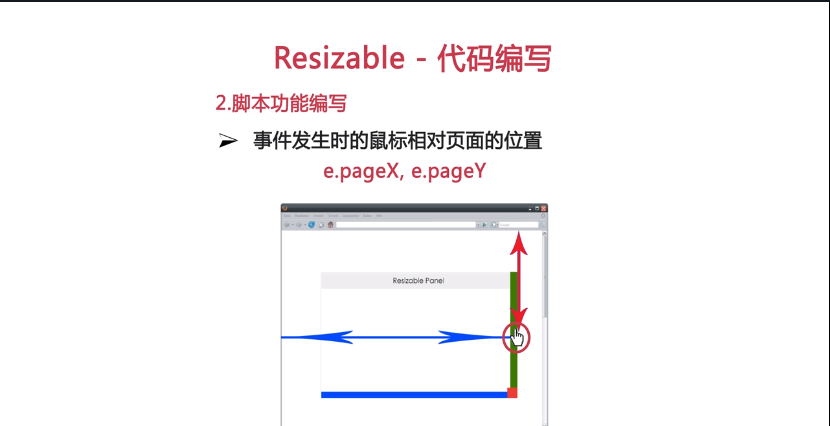 Resizable - 代码编写
2.脚本功能编写
➢ 事件发生时的鼠标相对页面的位置
e.pageX, e.pageY
Resizable Panel